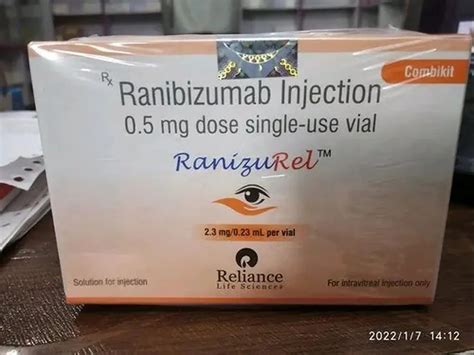 Combikit
Rx Ranibizumab Injection
0.5 mg dose single-use vial
RanizuRel™
2.3 mg/0.23 mL per vial
Reliance
Life Sciences
Solution for injection
For intravitreal injection only
2022/1/7 14:12